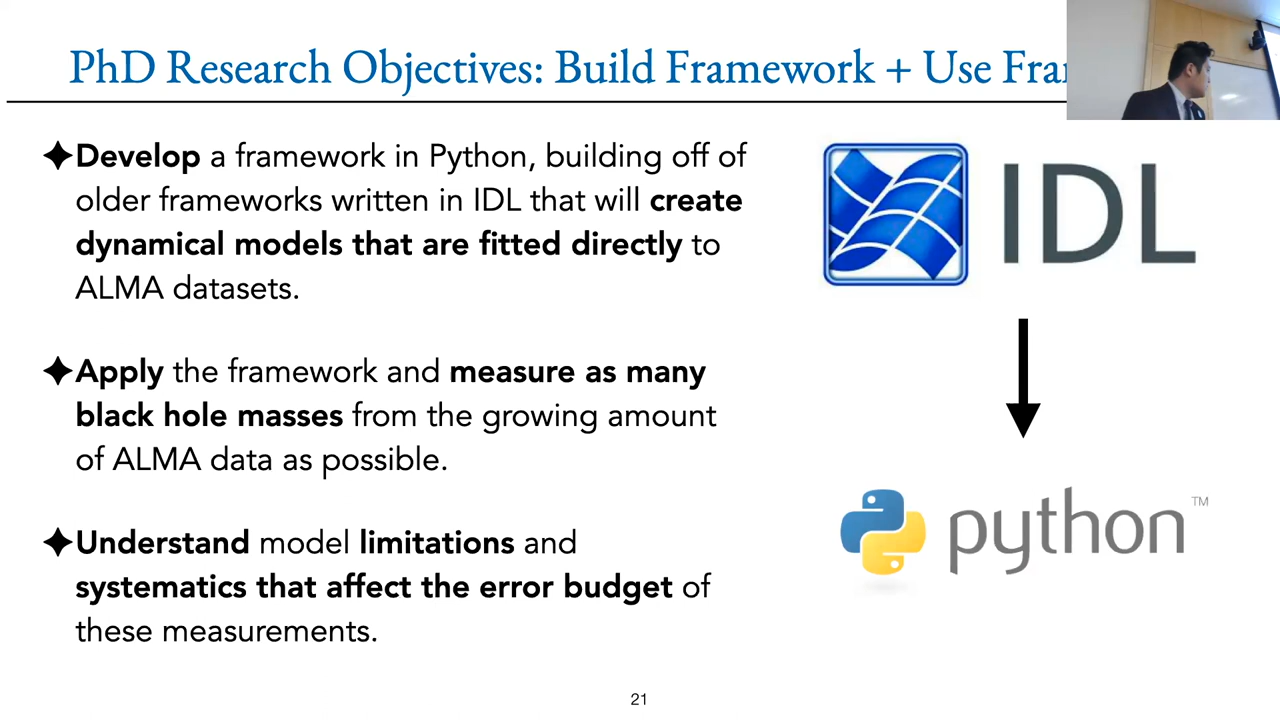 PhD Research Objectives: Build Framework + Use
Develop a framework in Python, building off of
older frameworks written in IDL that will create
dynamical models that are fitted directly to
ALMA datasets.
Apply the framework and measure as many
black hole masses from the growing amount
of ALMA data as possible.
Understand model limitations and
systematics that affect the error budget of
these measurements.
IDL
python™
21